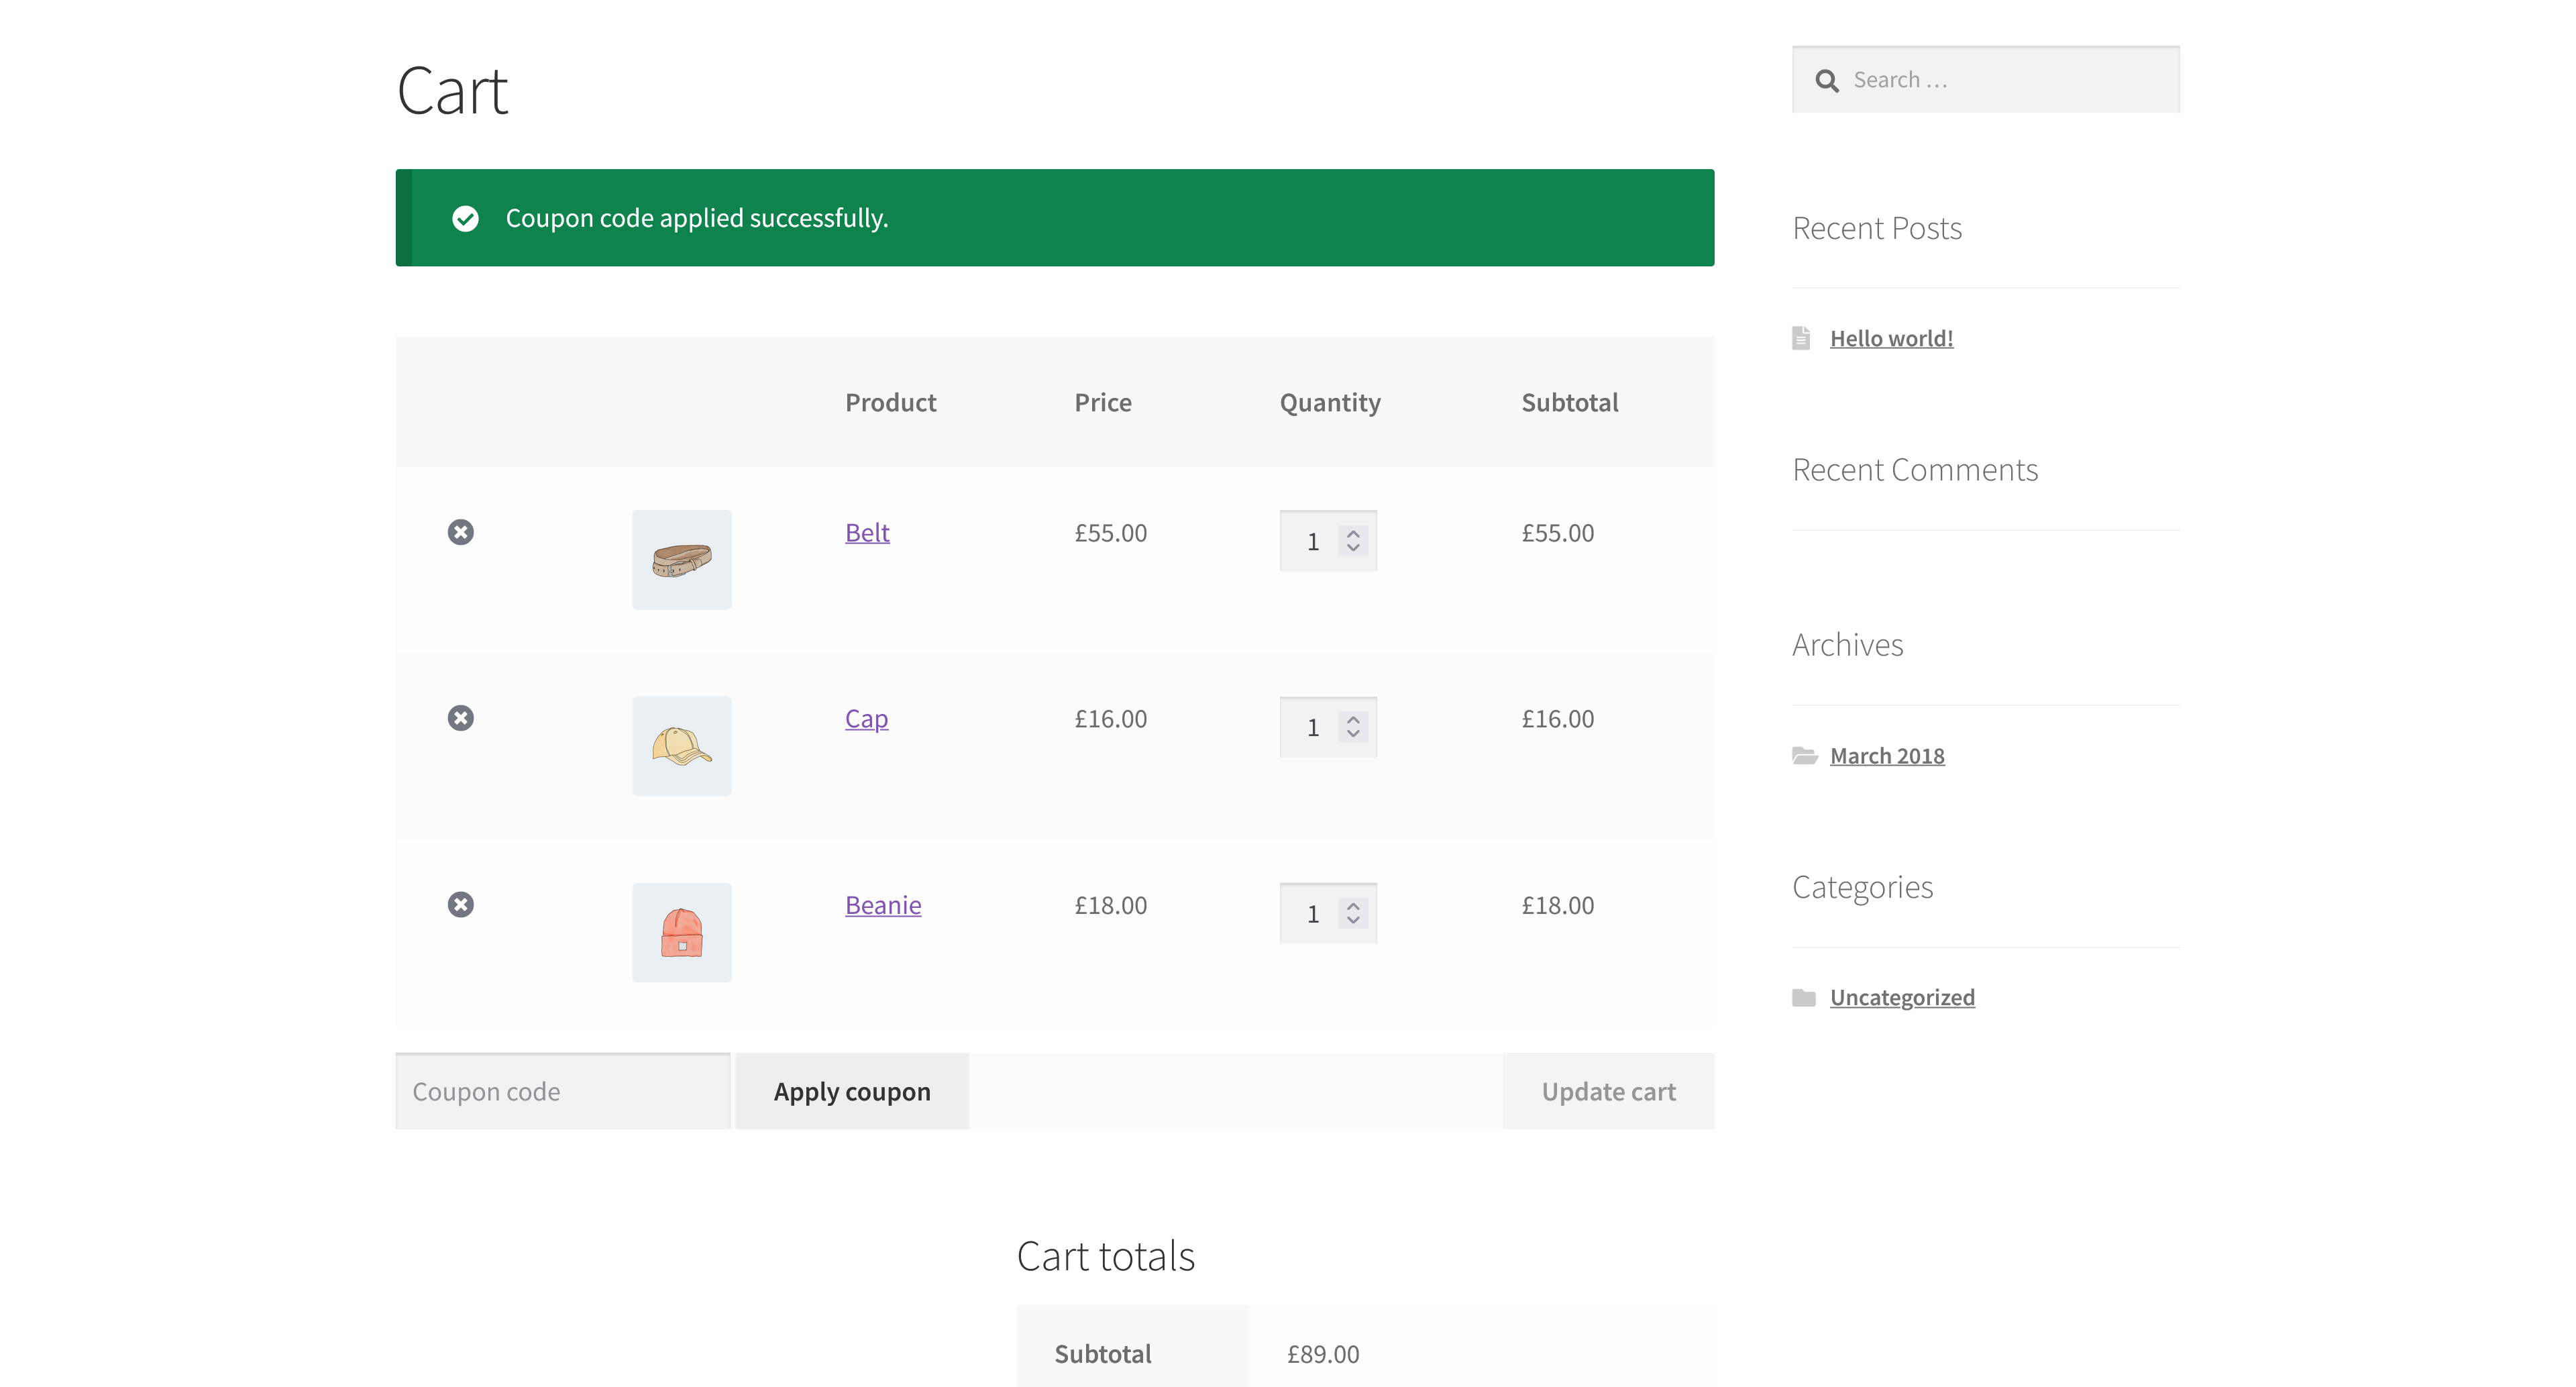 Cart
Coupon code applied successfully.
Product Price Quantity Subtotal
Belt £55.00 1 £55.00
Cap £16.00 1 £16.00
Beanie £18.00 1 £18.00
Coupon code Apply coupon Update cart
Cart totals
Subtotal £89.00
Search …
Recent Posts
Hello world!
Recent Comments
Archives
March 2018
Categories
Uncategorized